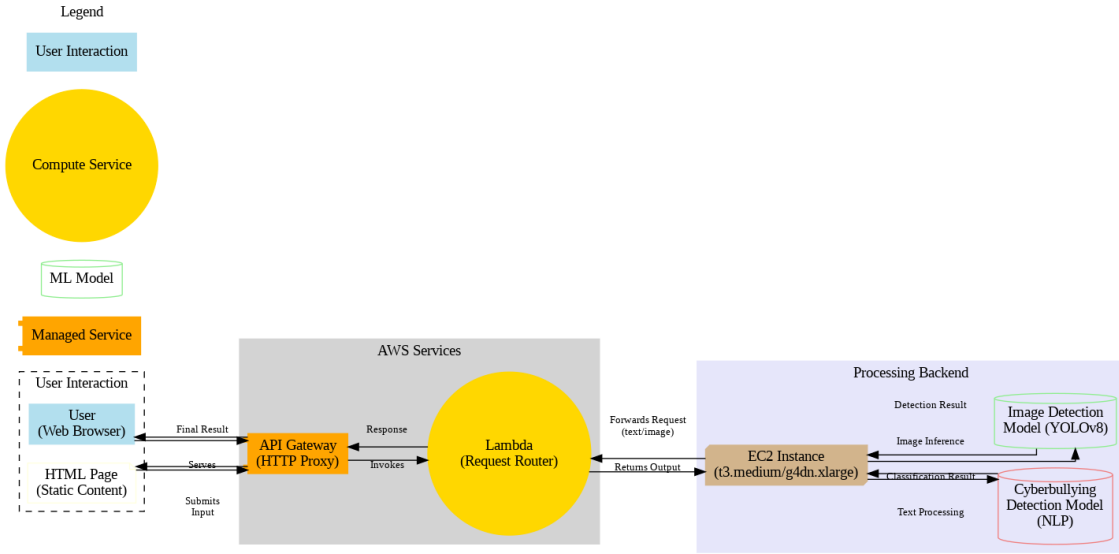 Legend
User Interaction
Compute Service
ML Model
Managed Service
User Interaction
User
(Web Browser)
HTML Page
(Static Content)
Final Result
Serves
Submits
Input
AWS Services
API Gateway
(HTTP Proxy)
Response
Invokes
Lambda
(Request Router)
Forwards Request
(text/image)
Returns Output
Processing Backend
EC2 Instance
(t3.medium/g4dn.xlarge)
Detection Result
Image Inference
Classification Result
Text Processing
Image Detection
Model (YOLOv8)
Cyberbullying
Detection Model
(NLP)